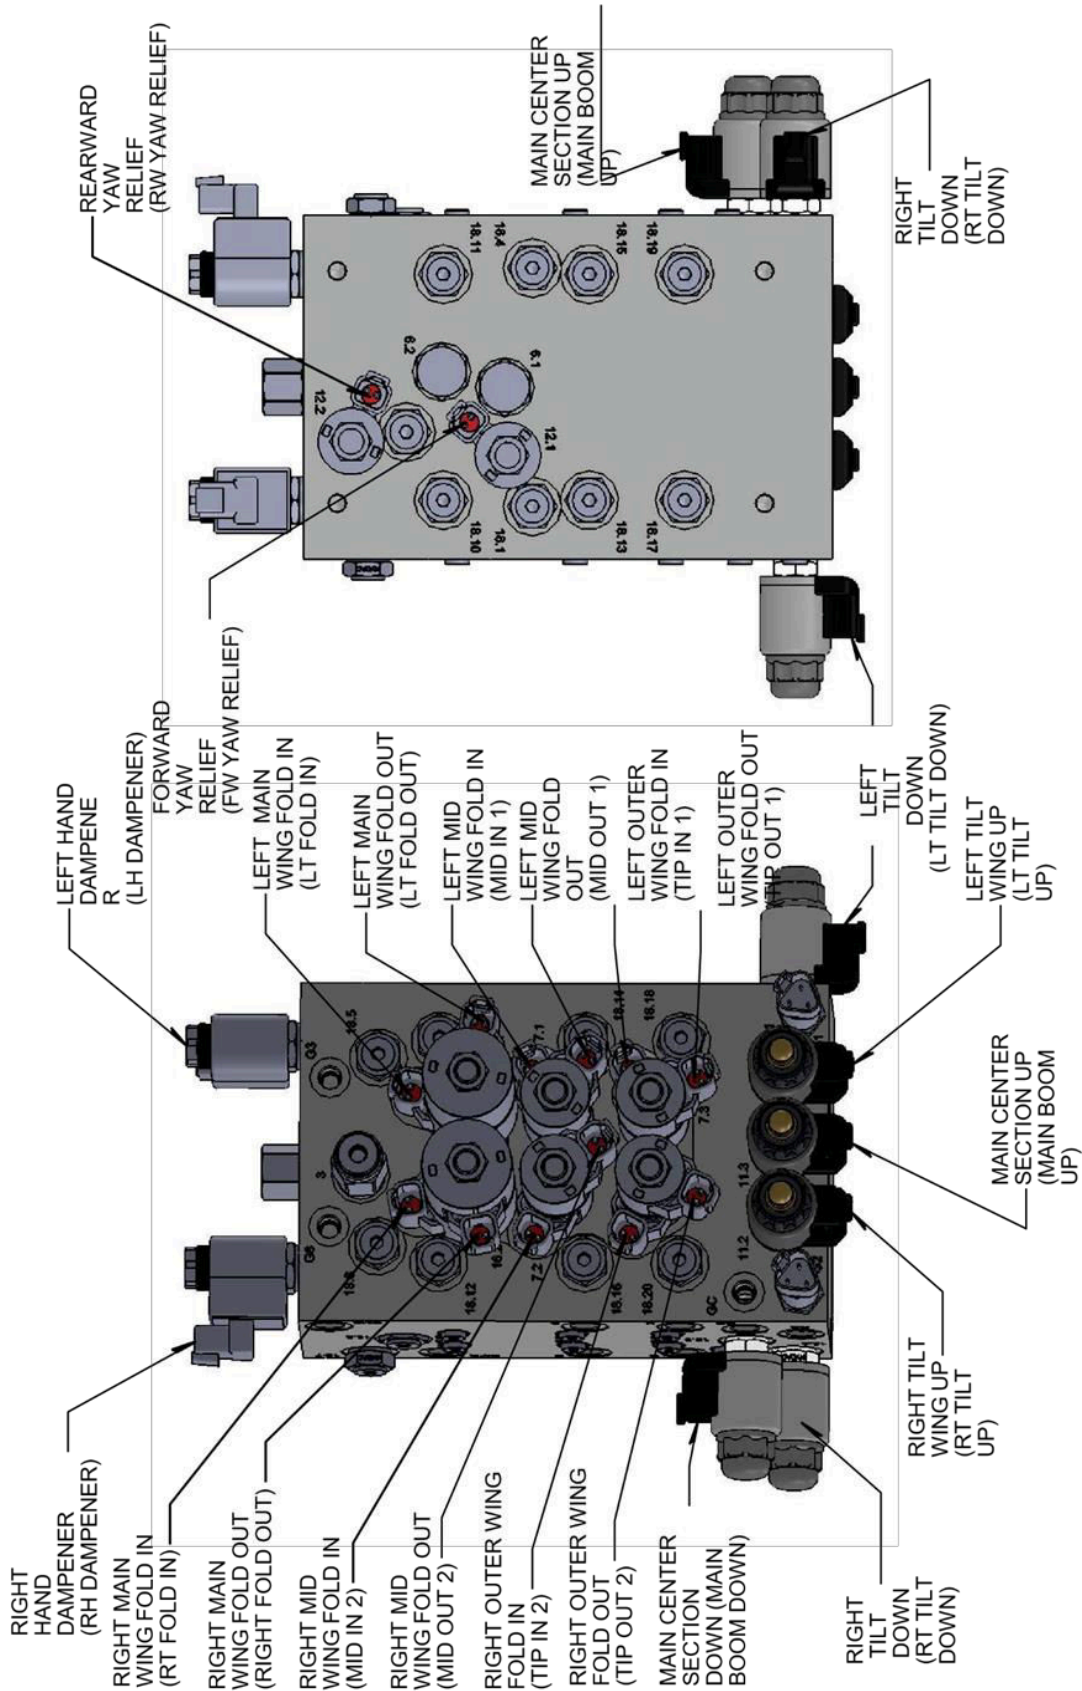 REARWARD
YAW
RELIEF
(RW YAW RELIEF)
MAIN CENTER
SECTION UP
(MAIN BOOM
UP)
RIGHT
TILT
DOWN
(RT TILT
DOWN)
18.11
18.4
18.15
18.19
6.2
6.1
12.2
12.1
18.10
18.1
18.13
18.17
FORWARD
YAW
RELIEF
(FW YAW RELIEF)
LEFT HAND
DAMPENE
R
(LH DAMPENER)
LEFT MAIN
WING FOLD IN
(LT FOLD IN)
LEFT MAIN
WING FOLD OUT
(LT FOLD OUT)
LEFT MID
WING FOLD IN
(MID IN 1)
LEFT MID
WING FOLD
OUT
(MID OUT 1)
LEFT OUTER
WING FOLD IN
(TIP IN 1)
LEFT OUTER
WING FOLD OUT
(TIP OUT 1)
LEFT
TILT
DOWN
(LT TILT DOWN)
LEFT TILT
WING UP
(LT TILT
UP)
MAIN CENTER
SECTION UP
(MAIN BOOM
UP)
G3
18.5
7.1
18.14
18.18
7.3
3
G6
18.12
7.2
18.16
18.20
11.3
11.2
GC
RIGHT
HAND
DAMPENER
(RH DAMPENER)
RIGHT MAIN
WING FOLD IN
(RT FOLD IN)
RIGHT MAIN
WING FOLD OUT
(RIGHT FOLD OUT)
RIGHT MID
WING FOLD IN
(MID IN 2)
RIGHT MID
WING FOLD OUT
(MID OUT 2)
RIGHT OUTER WING
FOLD IN
(TIP IN 2)
RIGHT OUTER WING
FOLD OUT
(TIP OUT 2)
MAIN CENTER
SECTION
DOWN (MAIN
BOOM DOWN)
RIGHT
TILT
DOWN
(RT TILT
DOWN)
RIGHT TILT
WING UP
(RT TILT
UP)